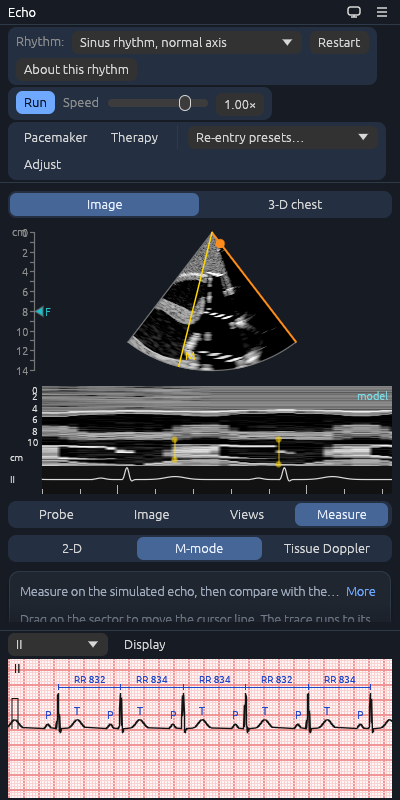 Echo
Rhythm: Sinus rhythm, normal axis Restart
About this rhythm
Run Speed 1.00×
Pacemaker Therapy Re-entry presets…
Adjust
Image 3-D chest
cm 0
2
4
6
8 F
10
12
14
M
0
2
4
6
8
10
cm
model
II
Probe Image Views Measure
2-D M-mode Tissue Doppler
Measure on the simulated echo, then compare with the… More
Drag on the sector to move the cursor line. The trace runs to its
II Display
II
RR 832 RR 834 RR 834 RR 832 RR 834
P T P T P T P T P T P